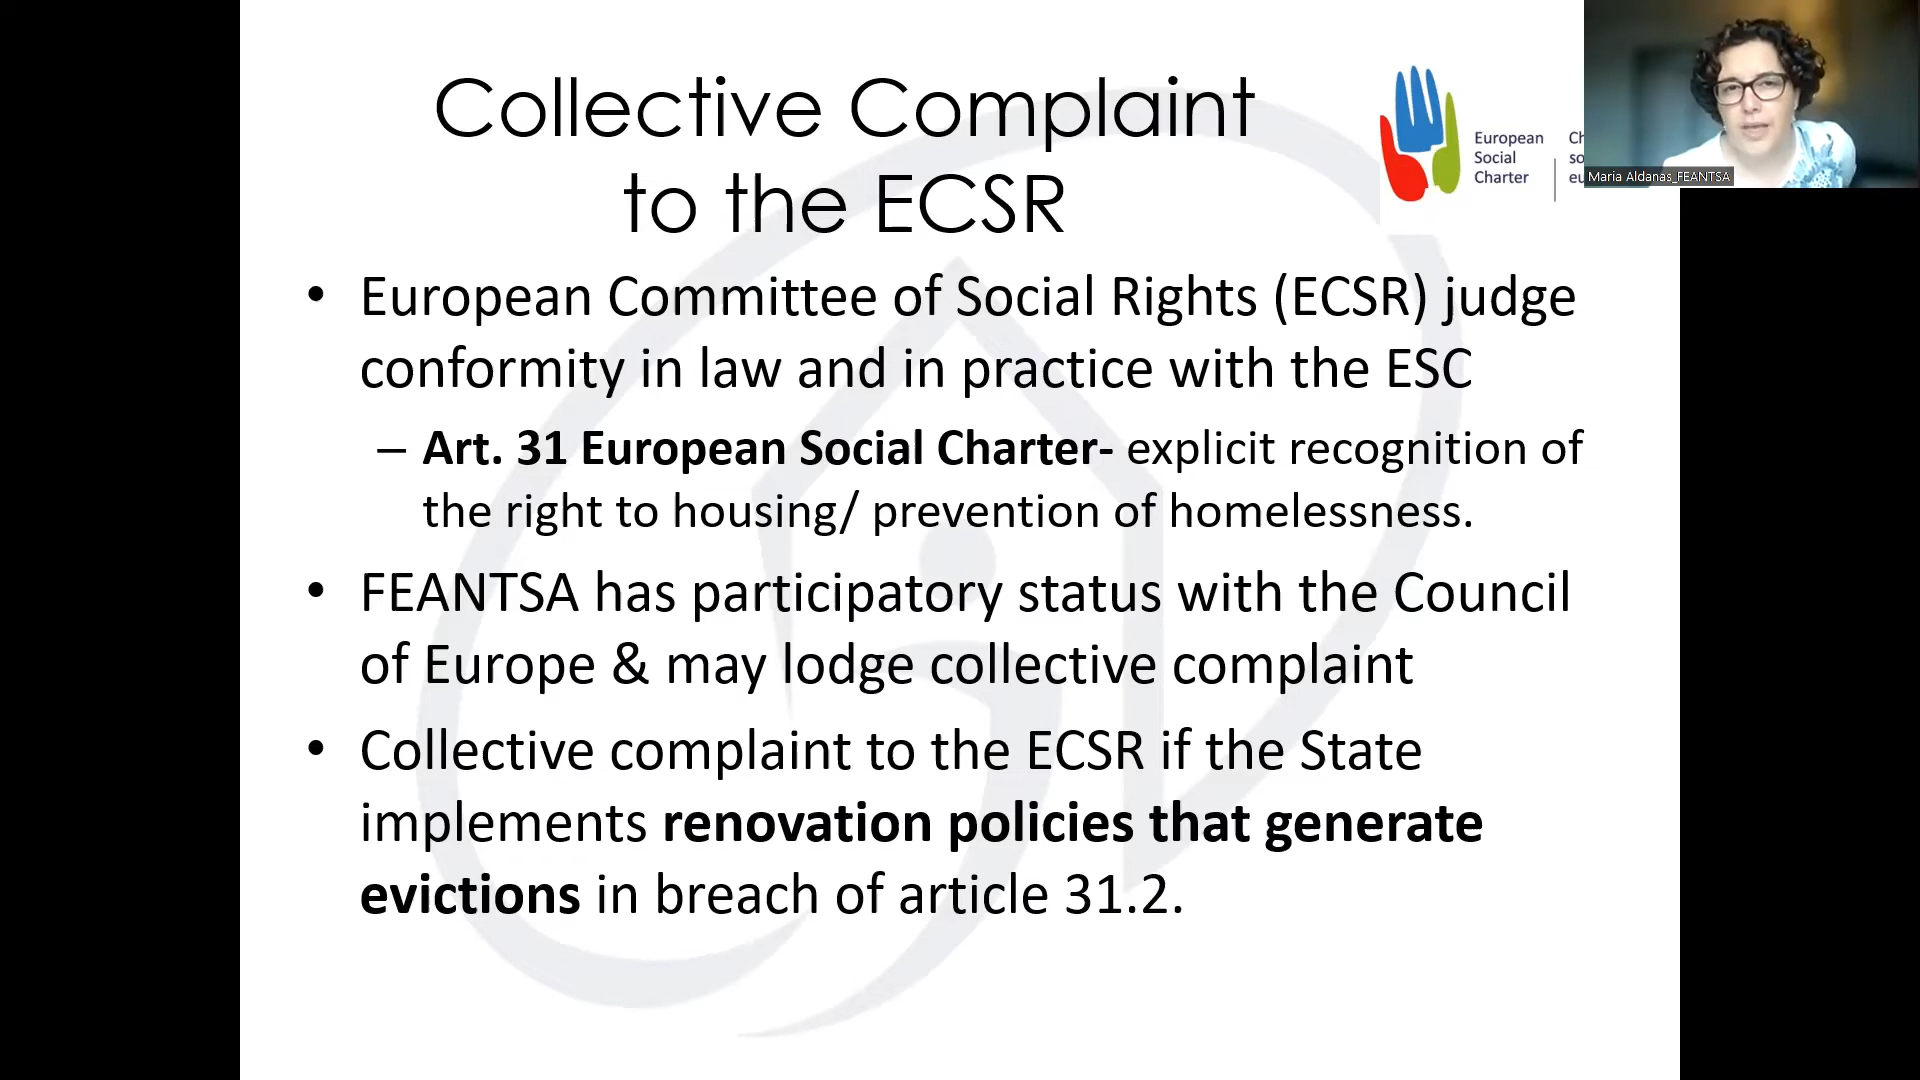 Collective Complaint
to the ECSR
European
Social
Charter
Maria Aldanas_FEANTSA
• European Committee of Social Rights (ECSR) judge
conformity in law and in practice with the ESC
– Art. 31 European Social Charter- explicit recognition of
the right to housing/ prevention of homelessness.
• FEANTSA has participatory status with the Council
of Europe & may lodge collective complaint
• Collective complaint to the ECSR if the State
implements renovation policies that generate
evictions in breach of article 31.2.